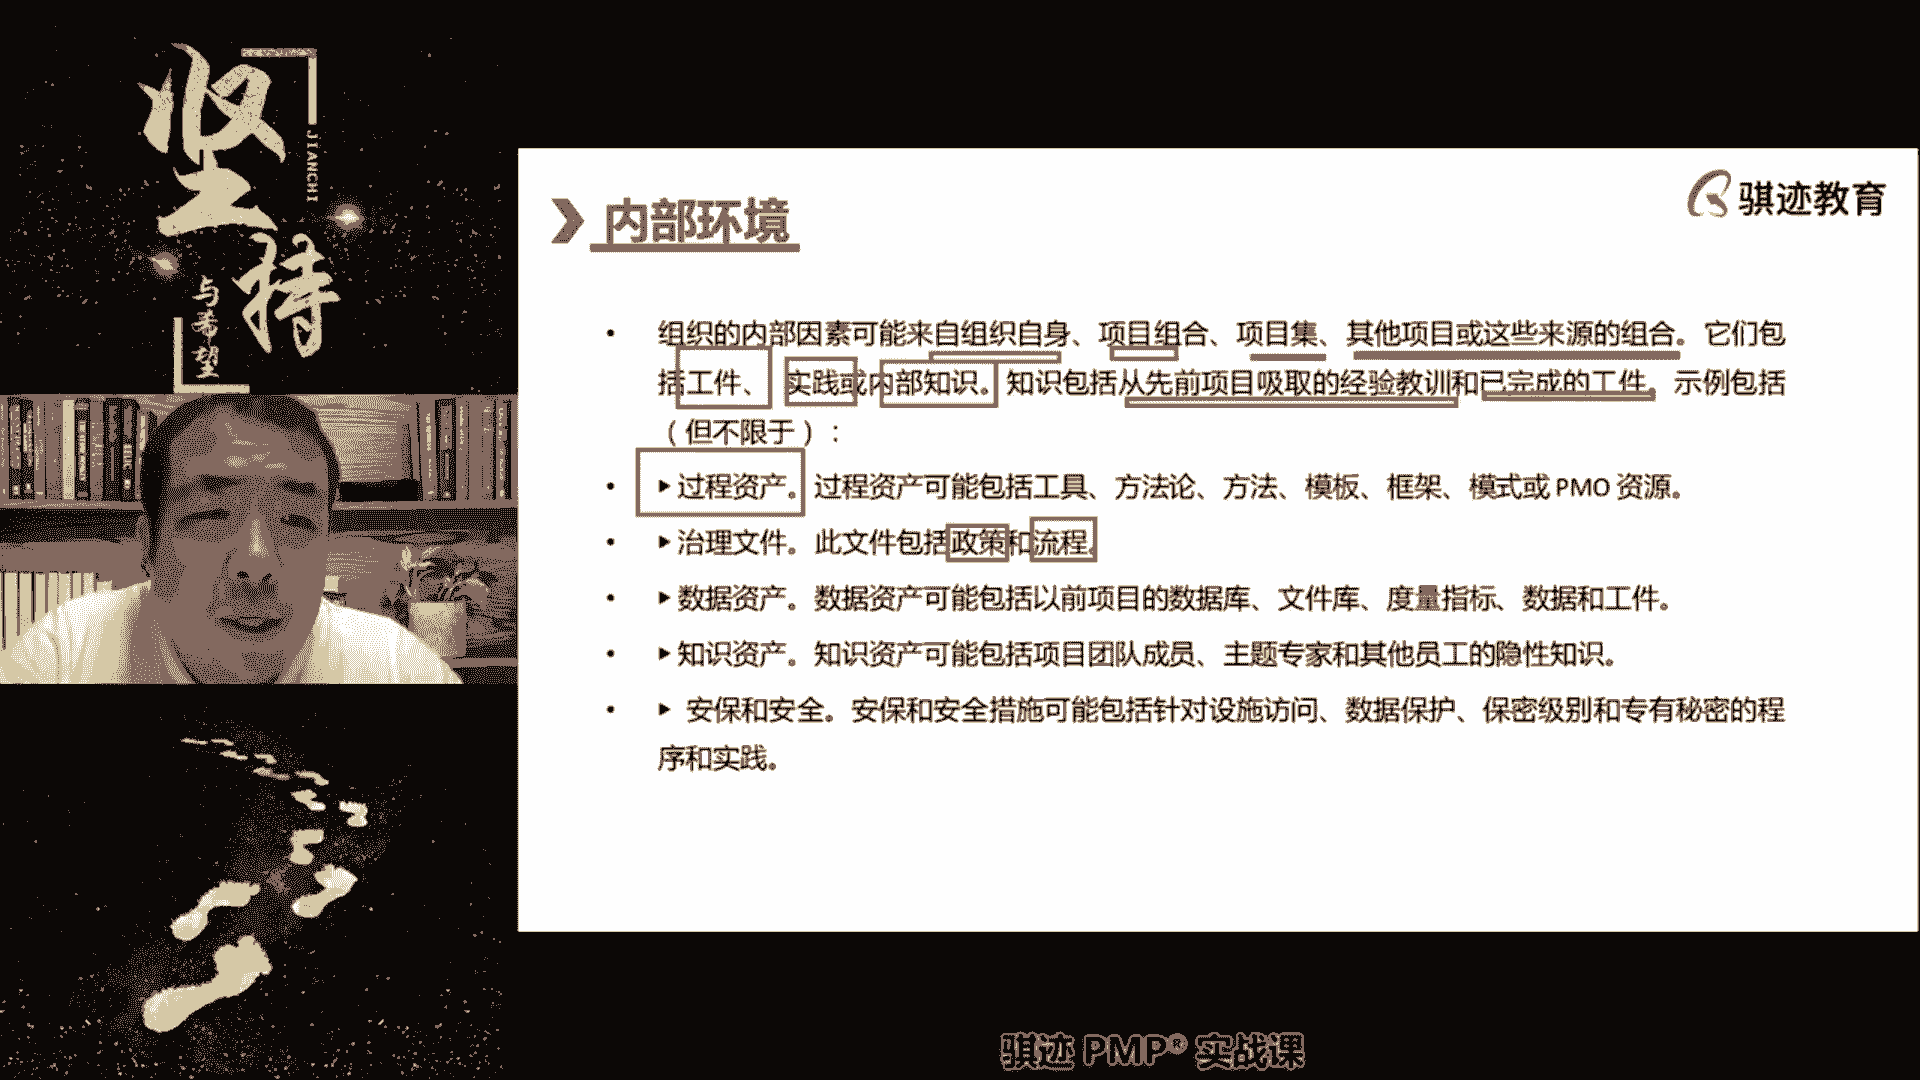 坚持
JIANCHI
与希望
内部环境
骐迹教育
• 组织的内部因素可能来自组织自身、项目组合、项目集、其他项目或这些来源的组合。它们包
括工件、实践或内部知识。知识包括从先前项目吸取的经验教训和已完成的工件。示例包括
（但不限于）：
• ▸过程资产。过程资产可能包括工具、方法论、方法、模板、框架、模式或 PMO 资源。
• ▸治理文件。此文件包括政策和流程。
• ▸数据资产。数据资产可能包括以前项目的数据库、文件库、度量指标、数据和工件。
• ▸知识资产。知识资产可能包括项目团队成员、主题专家和其他员工的隐性知识。
• ▸ 安保和安全。安保和安全措施可能包括针对设施访问、数据保护、保密级别和专有秘密的程
序和实践。
骐迹 PMP® 实战课